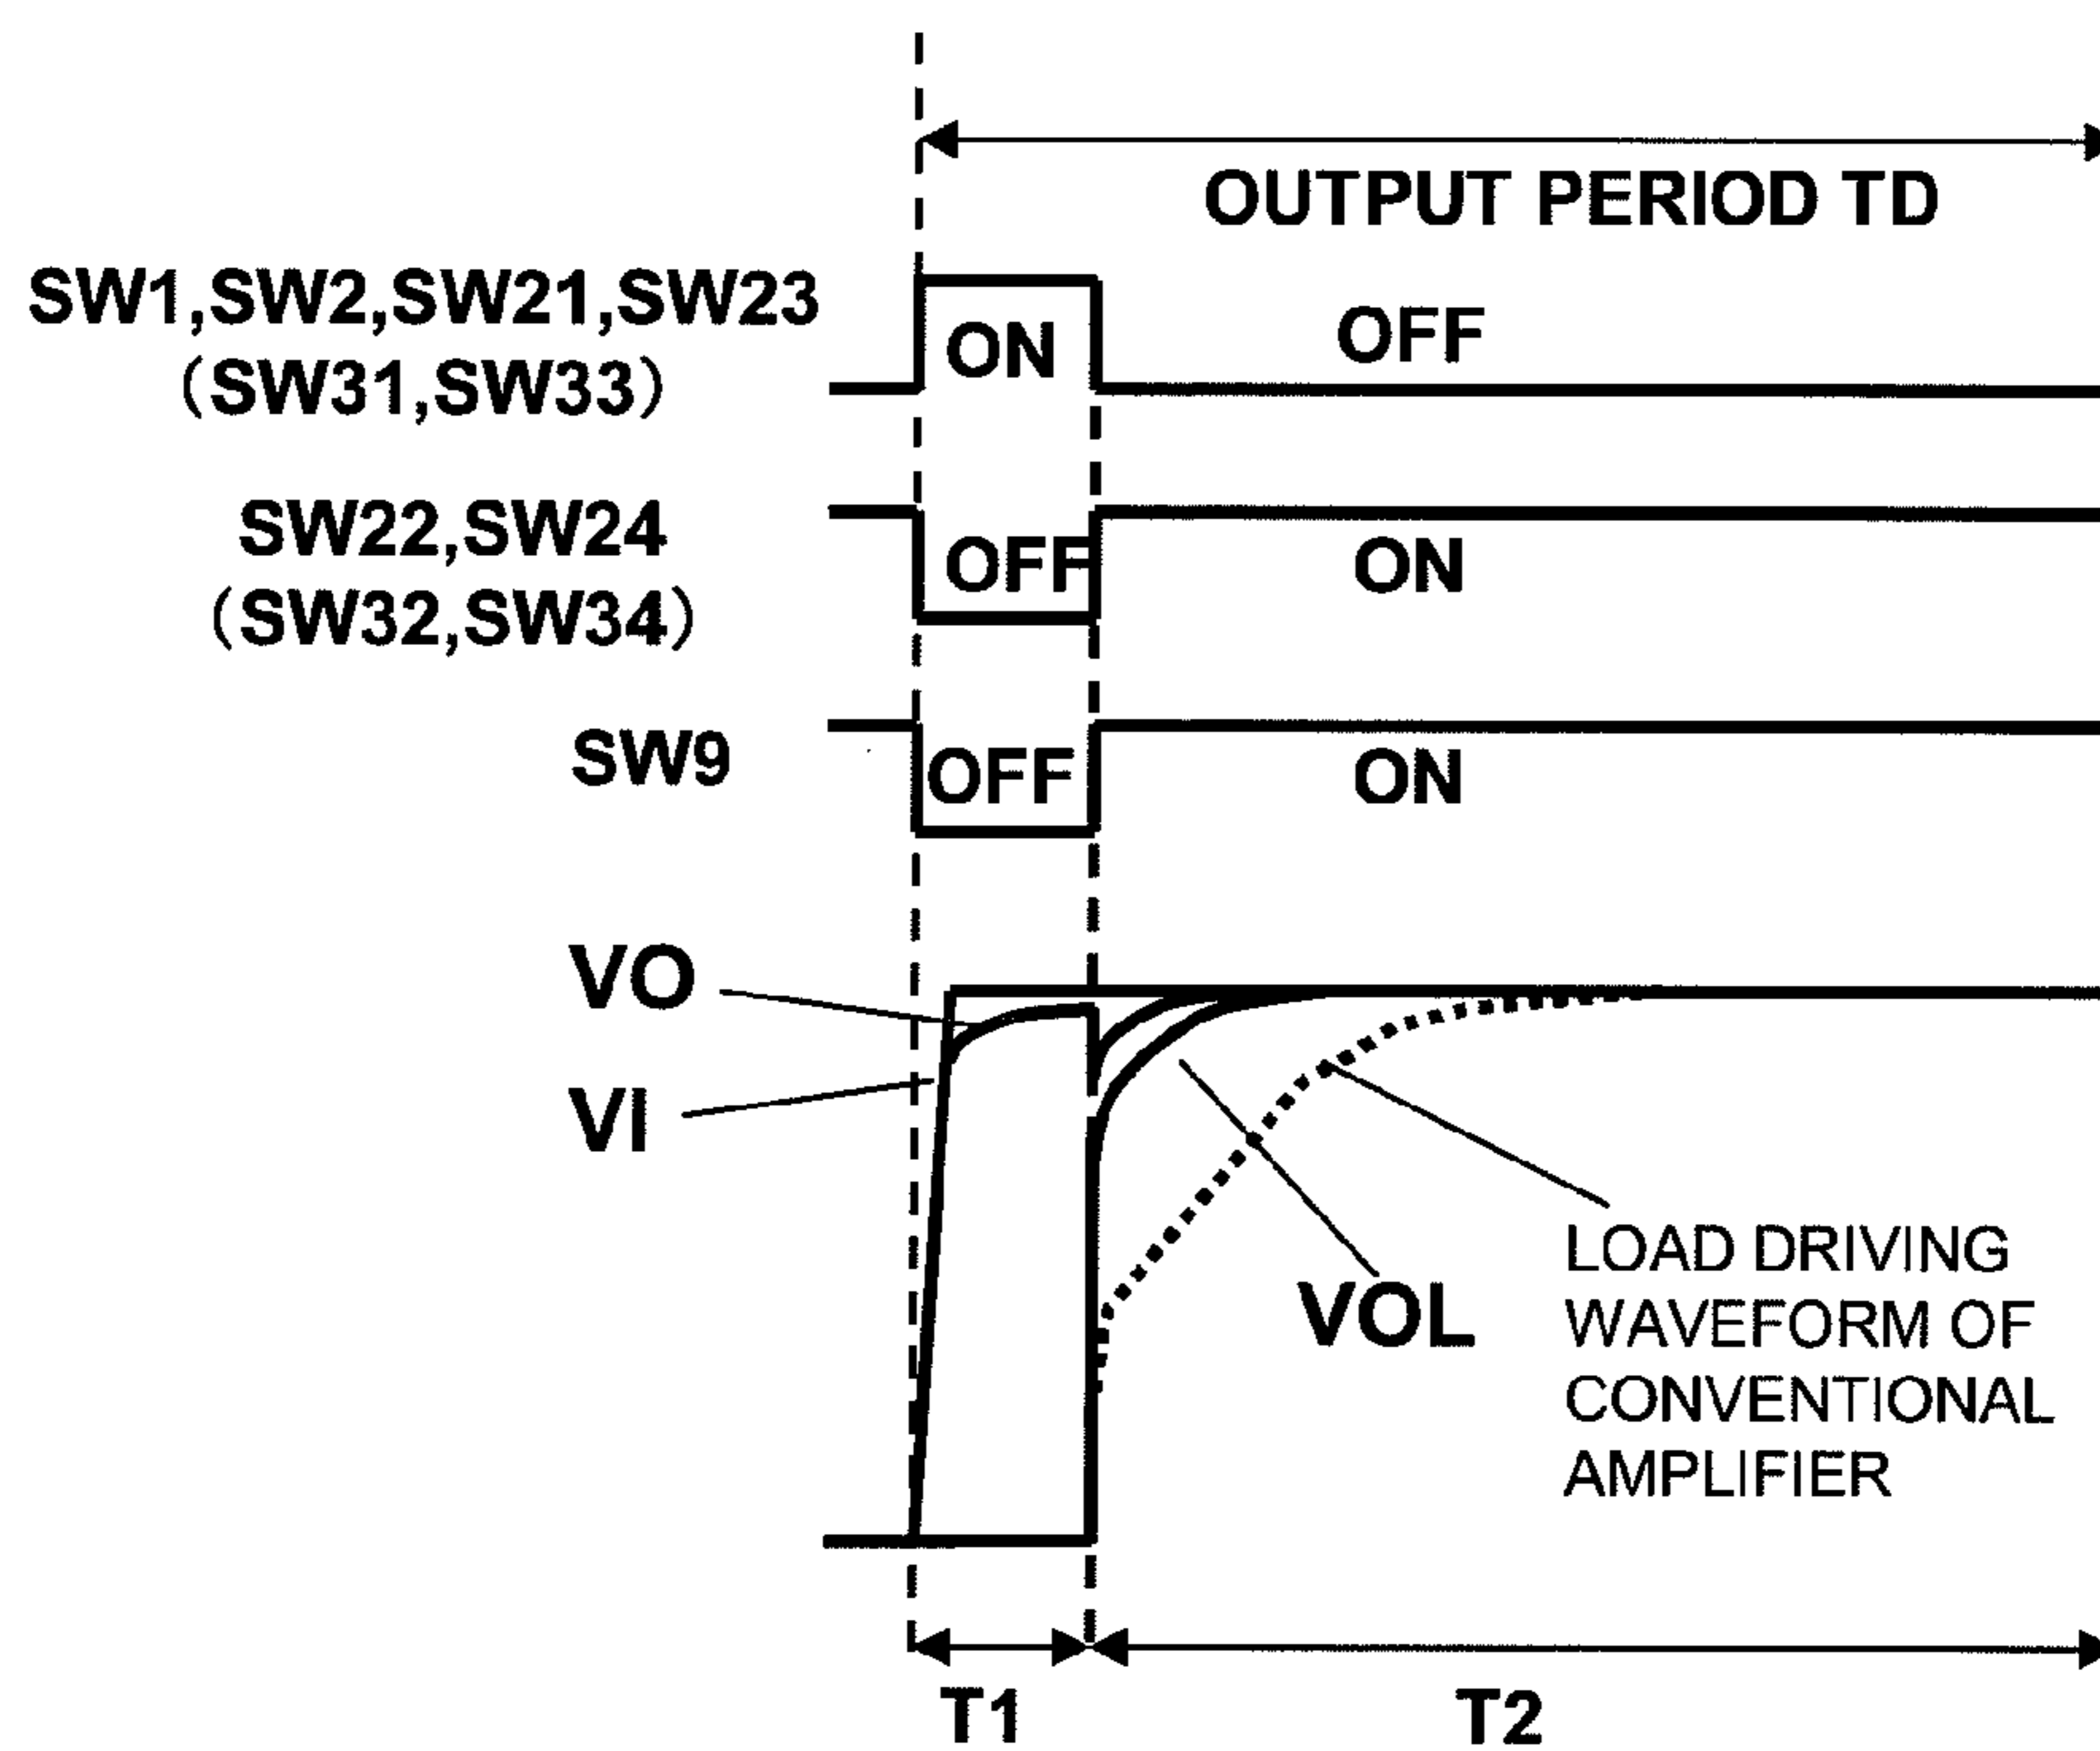 OUTPUT PERIOD TD
SW1,SW2,SW21,SW23
(SW31,SW33)
ON
OFF
SW22,SW24
(SW32,SW34)
OFF
ON
SW9
OFF
ON
VO
VI
VOL
LOAD DRIVING
WAVEFORM OF
CONVENTIONAL
AMPLIFIER
T1
T2